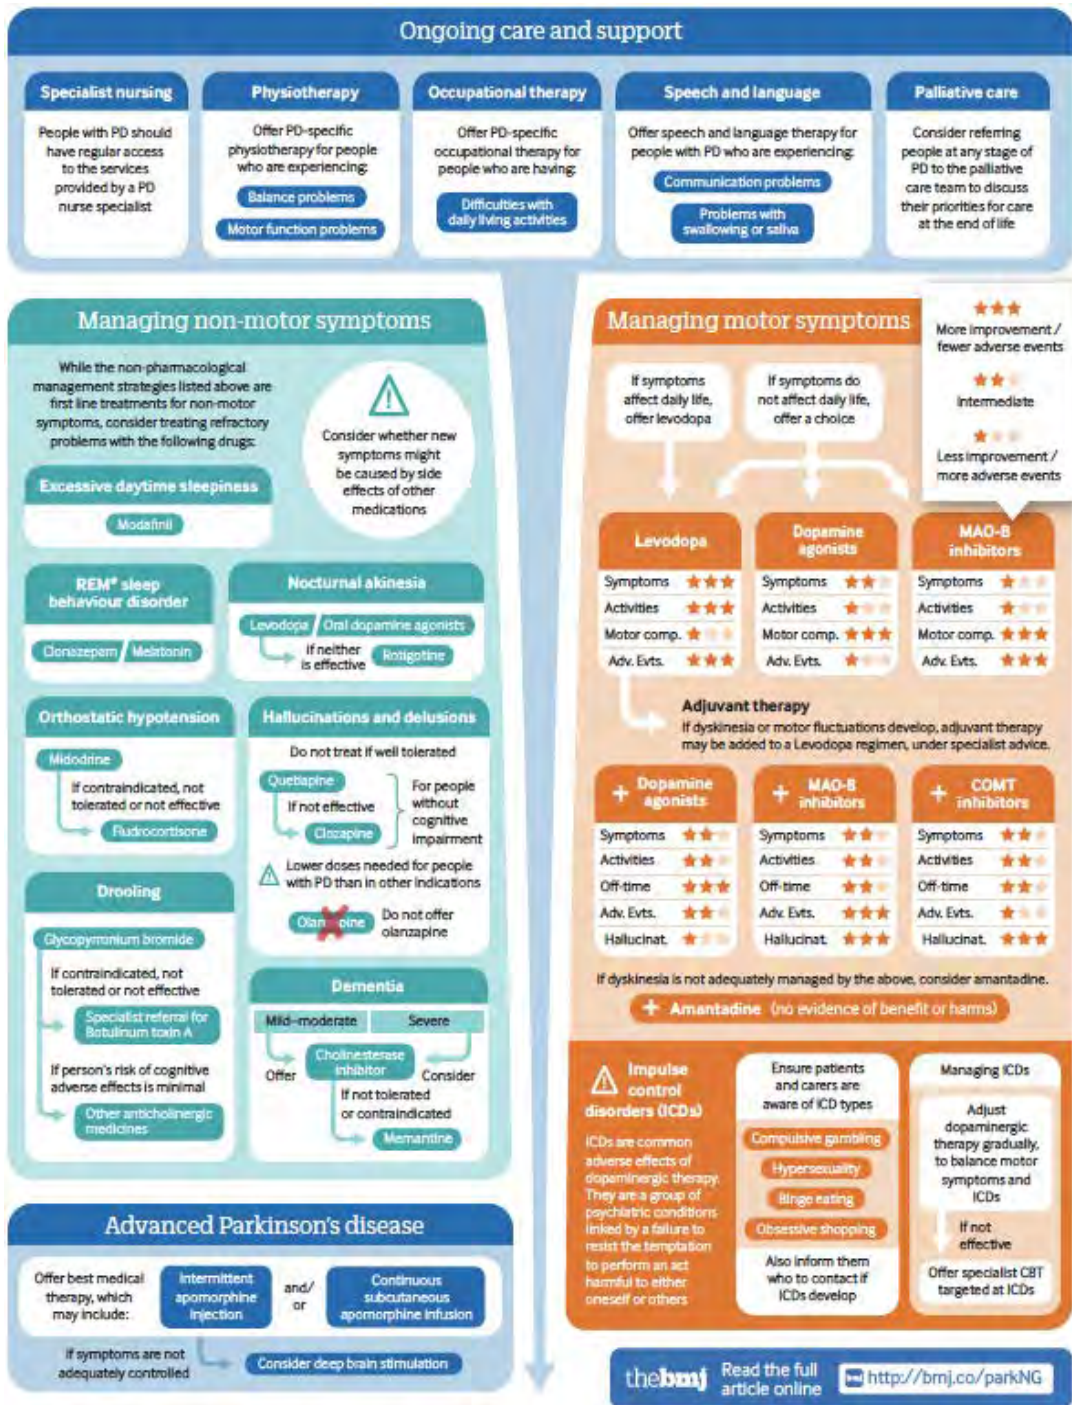 Ongoing care and support
Specialist nursing
People with PD should
have regular access
to the services
provided by a PD
nurse specialist
Physiotherapy
Offer PD-specific
physiotherapy for people
who are experiencing:
Balance problems
Motor function problems
Occupational therapy
Offer PD-specific
occupational therapy for
people who are having:
Difficulties with
daily living activities
Speech and language
Offer speech and language therapy for
people with PD who are experiencing:
Communication problems
Problems with
swallowing or saliva
Palliative care
Consider referring
people at any stage of
PD to the palliative
care team to discuss
their priorities for care
at the end of life
Managing non-motor symptoms
While the non-pharmacological
management strategies listed above are
first line treatments for non-motor
symptoms, consider treating refractory
problems with the following drugs:
Consider whether new
symptoms might
be caused by side
effects of other
medications
Excessive daytime sleepiness
Modafinil
REM* sleep
behaviour disorder
Clonazepam / Melatonin
Nocturnal akinesia
Levodopa / Oral dopamine agonists
If neither
is effective
Rotigotine
Orthostatic hypotension
Midodrine
If contraindicated, not
tolerated or not effective
Fludrocortisone
Hallucinations and delusions
Do not treat if well tolerated
Quetiapine
If not effective
Clozapine
For people
without
cognitive
impairment
Lower doses needed for people
with PD than in other indications
Olanzapine
Do not offer
olanzapine
Drooling
Glycopyrronium bromide
If contraindicated, not
tolerated or not effective
Specialist referral for
Botulinum toxin A
If person's risk of cognitive
adverse effects is minimal
Other anticholinergic
medicines
Dementia
Mild–moderate
Severe
Offer
Cholinesterase
inhibitor
Consider
If not tolerated
or contraindicated
Memantine
Managing motor symptoms
★★★
More improvement /
fewer adverse events
★★
Intermediate
★
Less improvement /
more adverse events
If symptoms
affect daily life,
offer levodopa
If symptoms do
not affect daily life,
offer a choice
Levodopa
Symptoms ★★★
Activities ★★★
Motor comp. ★
Adv. Evts. ★★★
Dopamine
agonists
Symptoms ★★
Activities ★
Motor comp. ★★★
Adv. Evts. ★
MAO-B
inhibitors
Symptoms ★
Activities ★
Motor comp. ★★★
Adv. Evts. ★★★
Adjuvant therapy
If dyskinesia or motor fluctuations develop, adjuvant therapy
may be added to a Levodopa regimen, under specialist advice.
+ Dopamine
agonists
Symptoms ★★
Activities ★★
Off-time ★★★
Adv. Evts. ★★
Hallucinat. ★
+ MAO-B
inhibitors
Symptoms ★★
Activities ★★
Off-time ★★
Adv. Evts. ★★★
Hallucinat. ★★★
+ COMT
inhibitors
Symptoms ★★
Activities ★★
Off-time ★★
Adv. Evts. ★
Hallucinat. ★★★
If dyskinesia is not adequately managed by the above, consider amantadine.
+ Amantadine (no evidence of benefit or harms)
Impulse
control
disorders (ICDs)
ICDs are common
adverse effects of
dopaminergic therapy.
They are a group of
psychiatric conditions
linked by a failure to
resist the temptation
to perform an act
harmful to either
oneself or others
Ensure patients
and carers are
aware of ICD types
Compulsive gambling
Hypersexuality
Binge eating
Obsessive shopping
Also inform them
who to contact if
ICDs develop
Managing ICDs
Adjust
dopaminergic
therapy gradually,
to balance motor
symptoms and
ICDs
If not
effective
Offer specialist CBT
targeted at ICDs
Advanced Parkinson's disease
Offer best medical
therapy, which
may include:
Intermittent
apomorphine
injection
and/
or
Continuous
subcutaneous
apomorphine infusion
If symptoms are not
adequately controlled
Consider deep brain stimulation
thebmj
Read the full
article online
http://bmj.co/parkNG